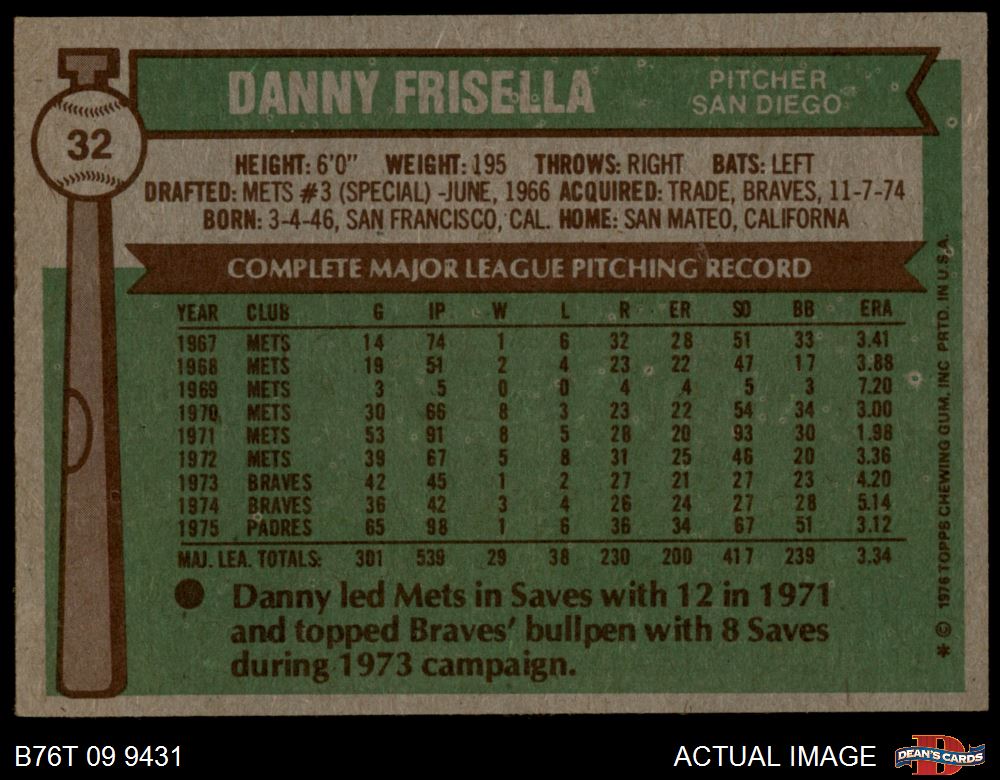 DANNY FRISELLA
PITCHER
SAN DIEGO
32
HEIGHT: 6'0" WEIGHT: 195 THROWS: RIGHT BATS: LEFT
DRAFTED: METS #3 (SPECIAL) -JUNE, 1966 ACQUIRED: TRADE, BRAVES, 11-7-74
BORN: 3-4-46, SAN FRANCISCO, CAL. HOME: SAN MATEO, CALIFORNIA
COMPLETE MAJOR LEAGUE PITCHING RECORD
YEAR CLUB G IP W L R ER SO BB ERA
1967 METS 14 74 1 6 32 28 51 33 3.41
1968 METS 19 51 2 4 23 22 47 17 3.88
1969 METS 3 5 0 0 4 4 5 3 7.20
1970 METS 30 66 8 3 23 22 54 34 3.00
1971 METS 53 91 8 5 28 20 93 30 1.98
1972 METS 39 67 5 8 31 25 46 20 3.36
1973 BRAVES 42 45 1 2 27 21 27 23 4.20
1974 BRAVES 36 42 3 4 26 24 27 28 5.14
1975 PADRES 65 98 1 6 36 34 67 51 3.12
MAJ. LEA. TOTALS: 301 539 29 38 230 200 417 239 3.34
● Danny led Mets in Saves with 12 in 1971
and topped Braves' bullpen with 8 Saves
during 1973 campaign.
* © 1976 TOPPS CHEWING GUM, INC PRTD. IN U.S.A.
B76T 09 9431
ACTUAL IMAGE
D
DEAN'S CARDS